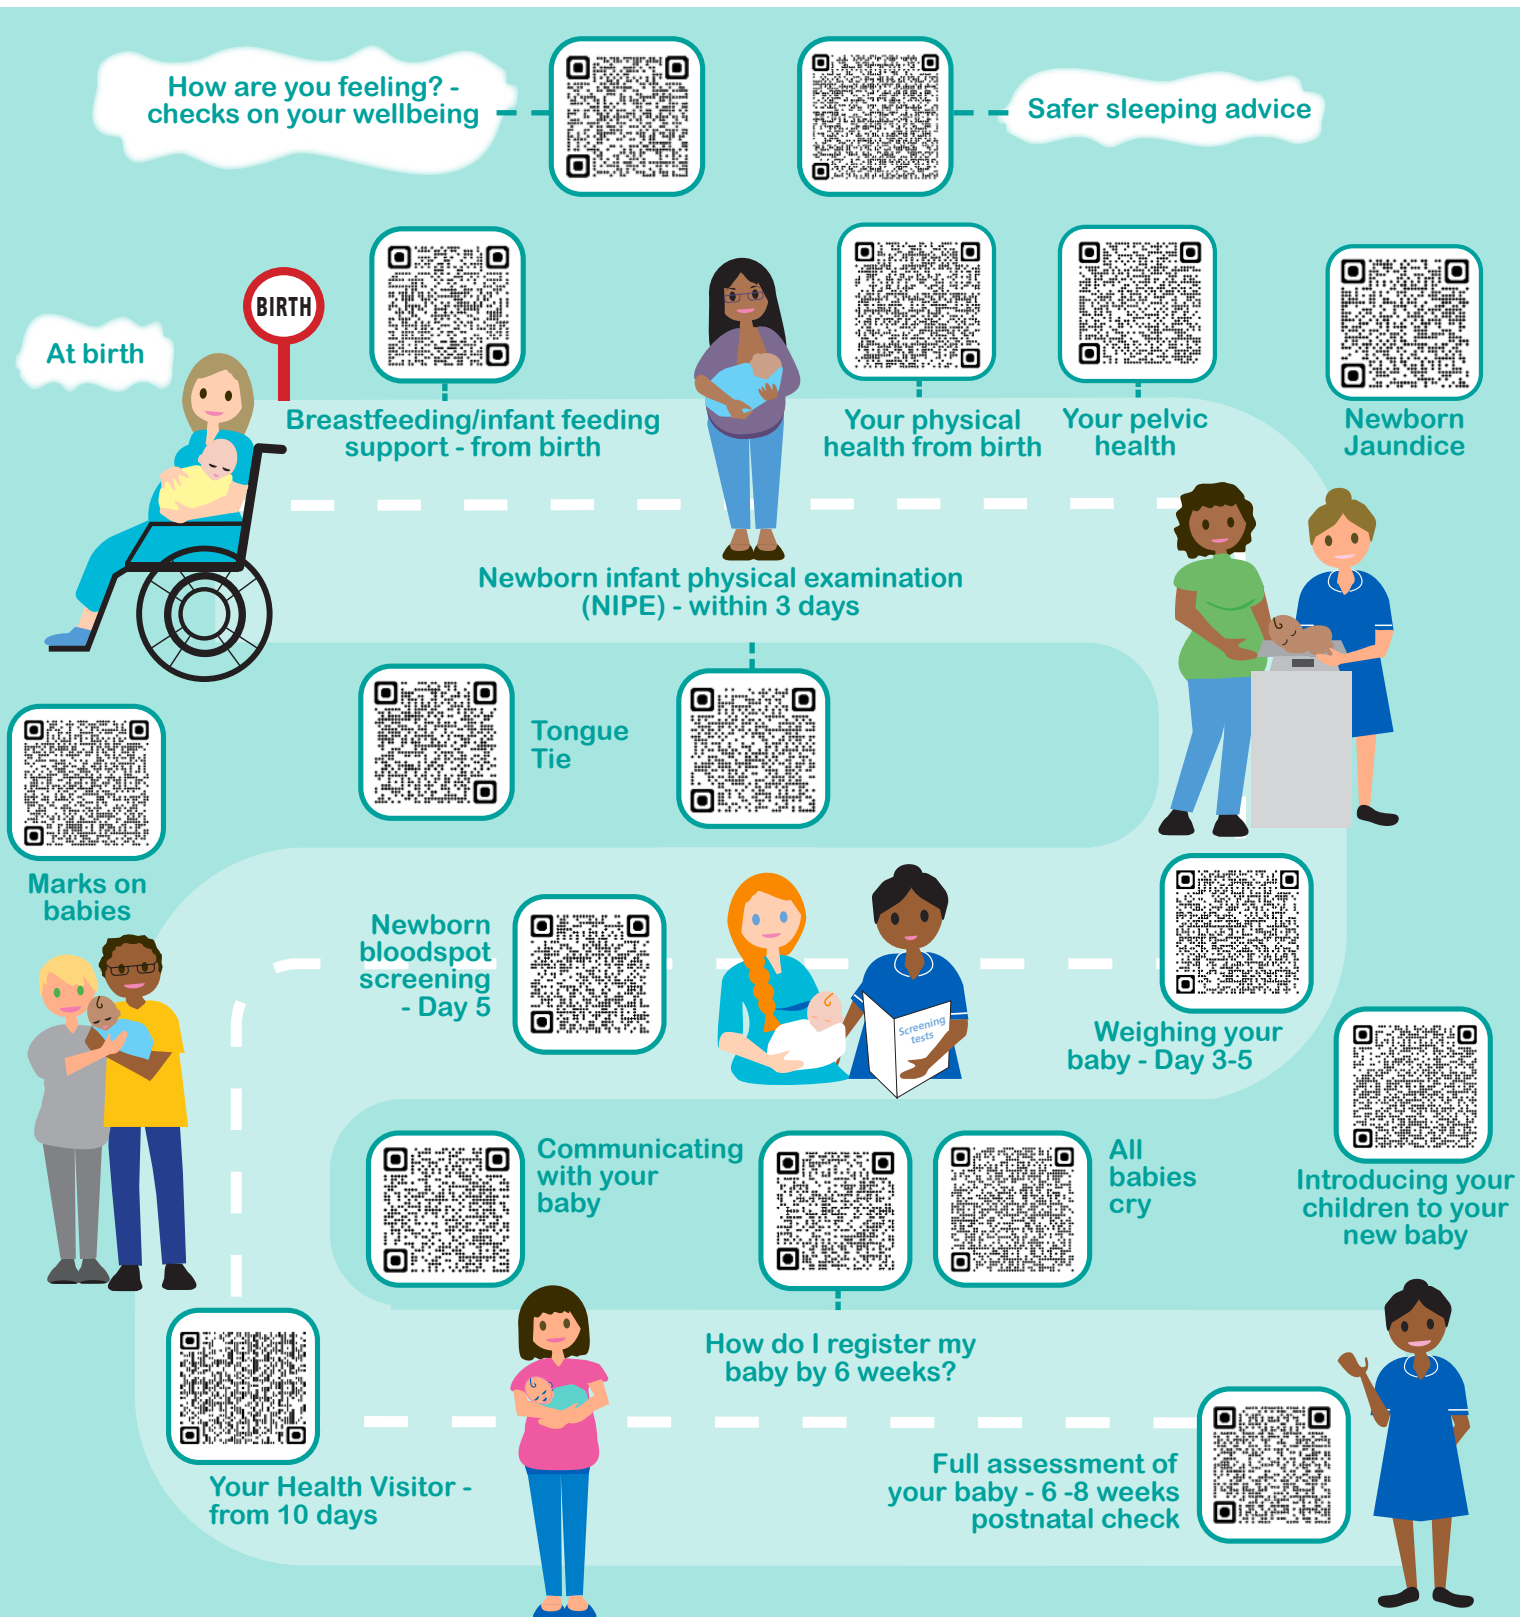 How are you feeling? -
checks on your wellbeing
Safer sleeping advice
BIRTH
At birth
Breastfeeding/infant feeding
support - from birth
Your physical
health from birth
Your pelvic
health
Newborn
Jaundice
Newborn infant physical examination
(NIPE) - within 3 days
Tongue
Tie
Marks on
babies
Newborn
bloodspot
screening
- Day 5
Screening
tests
Weighing your
baby - Day 3-5
Communicating
with your
baby
All
babies
cry
Introducing your
children to your
new baby
How do I register my
baby by 6 weeks?
Your Health Visitor -
from 10 days
Full assessment of
your baby - 6 -8 weeks
postnatal check